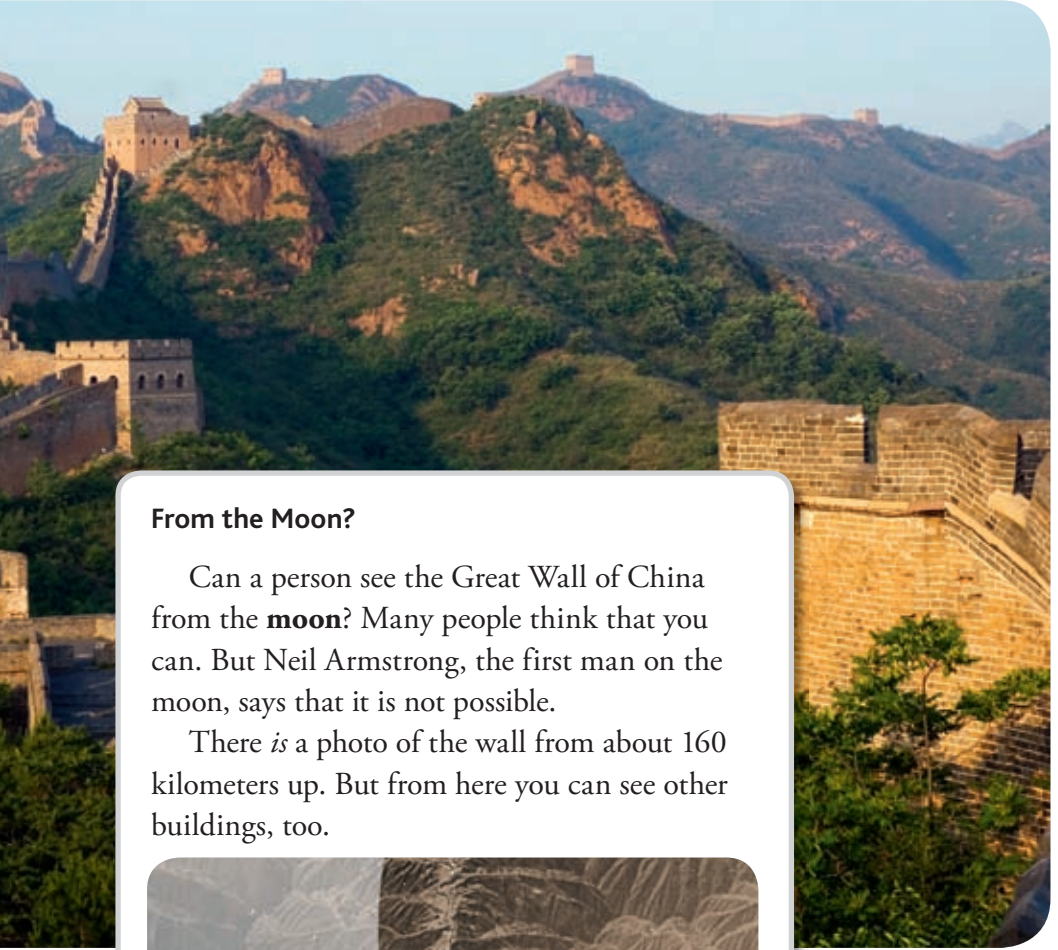 From the Moon?
Can a person see the Great Wall of China
from the moon? Many people think that you
can. But Neil Armstrong, the first man on the
moon, says that it is not possible.
There is a photo of the wall from about 160
kilometers up. But from here you can see other
buildings, too.